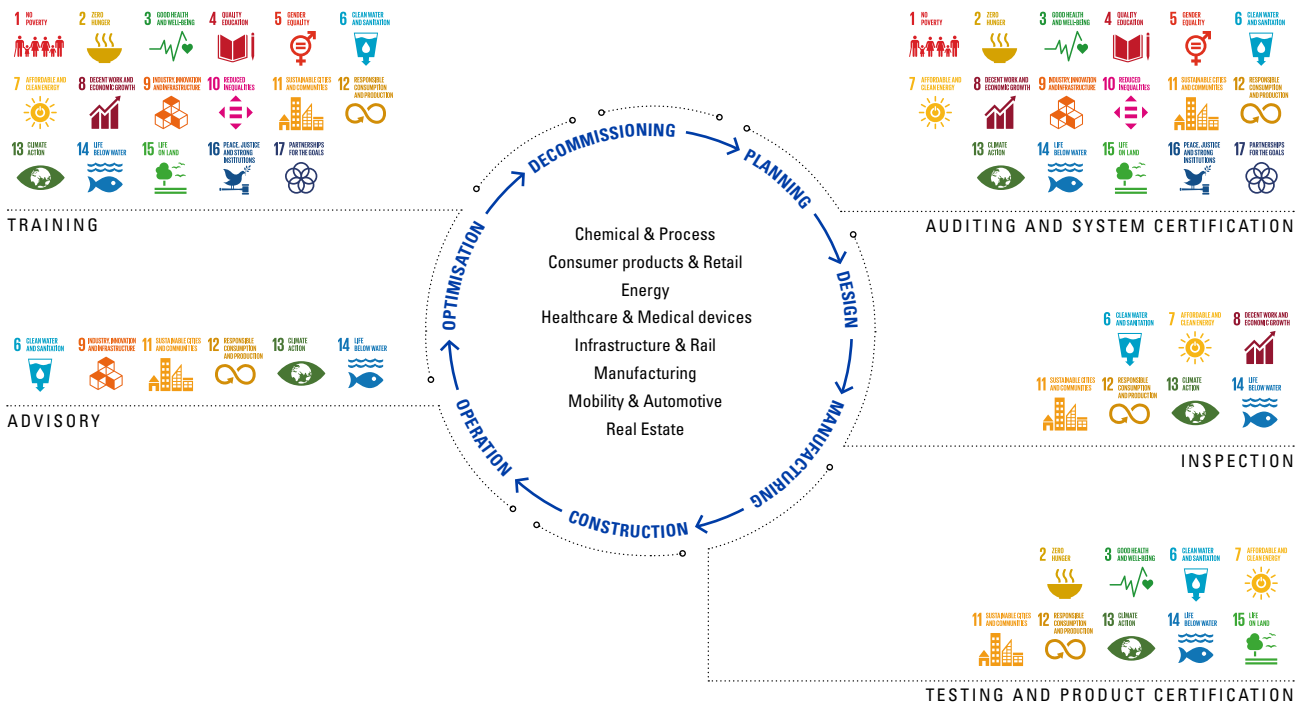 1 NO POVERTY
2 ZERO HUNGER
3 GOOD HEALTH AND WELL-BEING
4 QUALITY EDUCATION
5 GENDER EQUALITY
6 CLEAN WATER AND SANITATION
7 AFFORDABLE AND CLEAN ENERGY
8 DECENT WORK AND ECONOMIC GROWTH
9 INDUSTRY, INNOVATION AND INFRASTRUCTURE
10 REDUCED INEQUALITIES
11 SUSTAINABLE CITIES AND COMMUNITIES
12 RESPONSIBLE CONSUMPTION AND PRODUCTION
13 CLIMATE ACTION
14 LIFE BELOW WATER
15 LIFE ON LAND
16 PEACE, JUSTICE AND STRONG INSTITUTIONS
17 PARTNERSHIPS FOR THE GOALS
TRAINING
6 CLEAN WATER AND SANITATION
9 INDUSTRY, INNOVATION AND INFRASTRUCTURE
11 SUSTAINABLE CITIES AND COMMUNITIES
12 RESPONSIBLE CONSUMPTION AND PRODUCTION
13 CLIMATE ACTION
14 LIFE BELOW WATER
ADVISORY
DECOMMISSIONING
PLANNING
DESIGN
MANUFACTURING
CONSTRUCTION
OPERATION
OPTIMISATION
Chemical & Process
Consumer products & Retail
Energy
Healthcare & Medical devices
Infrastructure & Rail
Manufacturing
Mobility & Automotive
Real Estate
1 NO POVERTY
2 ZERO HUNGER
3 GOOD HEALTH AND WELL-BEING
4 QUALITY EDUCATION
5 GENDER EQUALITY
6 CLEAN WATER AND SANITATION
7 AFFORDABLE AND CLEAN ENERGY
8 DECENT WORK AND ECONOMIC GROWTH
9 INDUSTRY, INNOVATION AND INFRASTRUCTURE
10 REDUCED INEQUALITIES
11 SUSTAINABLE CITIES AND COMMUNITIES
12 RESPONSIBLE CONSUMPTION AND PRODUCTION
13 CLIMATE ACTION
14 LIFE BELOW WATER
15 LIFE ON LAND
16 PEACE, JUSTICE AND STRONG INSTITUTIONS
17 PARTNERSHIPS FOR THE GOALS
AUDITING AND SYSTEM CERTIFICATION
6 CLEAN WATER AND SANITATION
7 AFFORDABLE AND CLEAN ENERGY
8 DECENT WORK AND ECONOMIC GROWTH
11 SUSTAINABLE CITIES AND COMMUNITIES
12 RESPONSIBLE CONSUMPTION AND PRODUCTION
13 CLIMATE ACTION
14 LIFE BELOW WATER
INSPECTION
2 ZERO HUNGER
3 GOOD HEALTH AND WELL-BEING
6 CLEAN WATER AND SANITATION
7 AFFORDABLE AND CLEAN ENERGY
11 SUSTAINABLE CITIES AND COMMUNITIES
12 RESPONSIBLE CONSUMPTION AND PRODUCTION
13 CLIMATE ACTION
14 LIFE BELOW WATER
15 LIFE ON LAND
TESTING AND PRODUCT CERTIFICATION